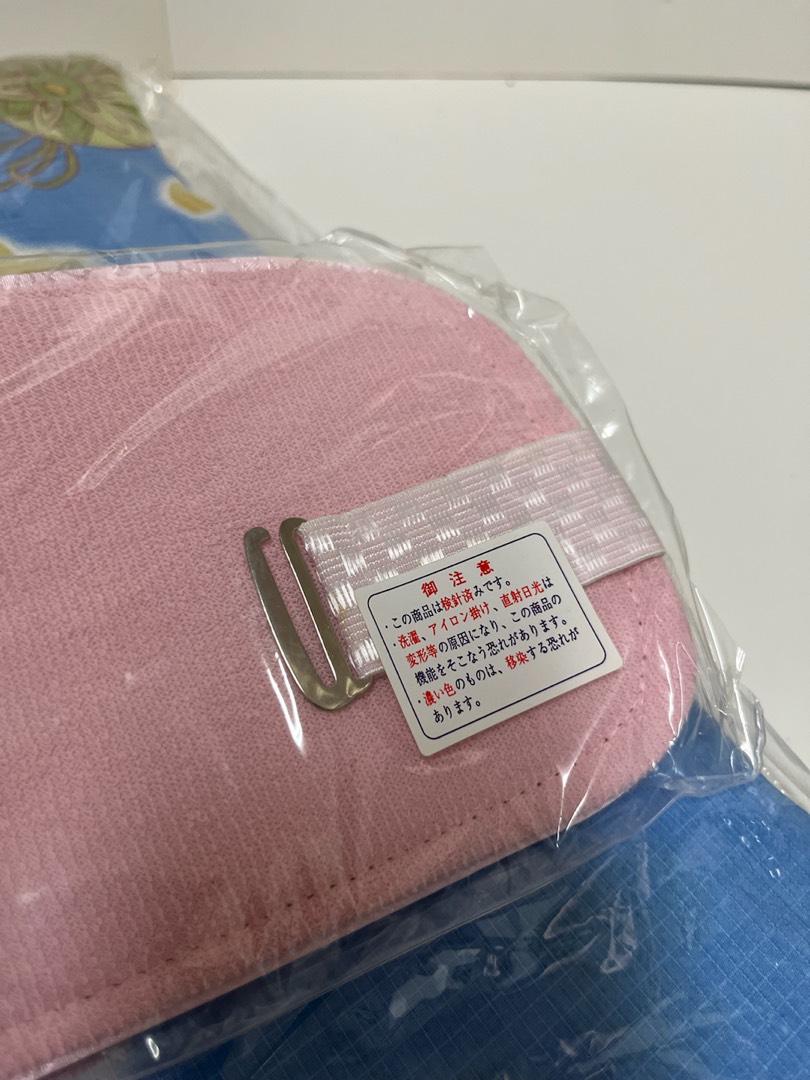 御注意
・この商品は検針済みです。
・洗濯、アイロン掛け、直射日光は
変形等の原因になり、この商品の
機能をそこなう恐れがあります。
・濃い色のものは、移染する恐れが
あります。